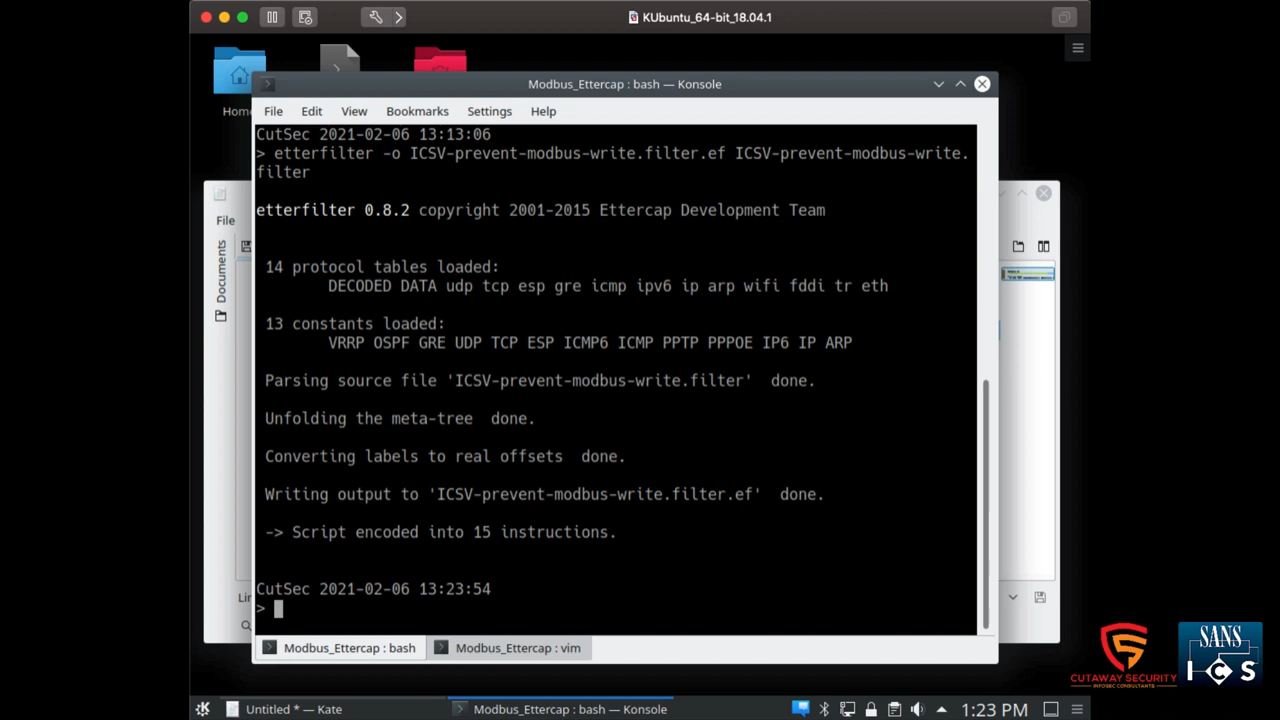 KUbuntu_64-bit_18.04.1
Home
Modbus_Ettercap : bash — Konsole
File Edit View Bookmarks Settings Help
CutSec 2021-02-06 13:13:06
> etterfilter -o ICSV-prevent-modbus-write.filter.ef ICSV-prevent-modbus-write.
filter
etterfilter 0.8.2 copyright 2001-2015 Ettercap Development Team
14 protocol tables loaded:
DECODED DATA udp tcp esp gre icmp ipv6 ip arp wifi fddi tr eth
13 constants loaded:
VRRP OSPF GRE UDP TCP ESP ICMP6 ICMP PPTP PPPOE IP6 IP ARP
Parsing source file 'ICSV-prevent-modbus-write.filter' done.
Unfolding the meta-tree done.
Converting labels to real offsets done.
Writing output to 'ICSV-prevent-modbus-write.filter.ef' done.
-> Script encoded into 15 instructions.
CutSec 2021-02-06 13:23:54
>
File
Documents
Modbus_Ettercap : bash
Modbus_Ettercap : vim
Untitled * — Kate
Modbus_Ettercap : bash — Konsole
1:23 PM
CUTAWAY SECURITY
INFOSEC CONSULTANTS
SANS
ICS